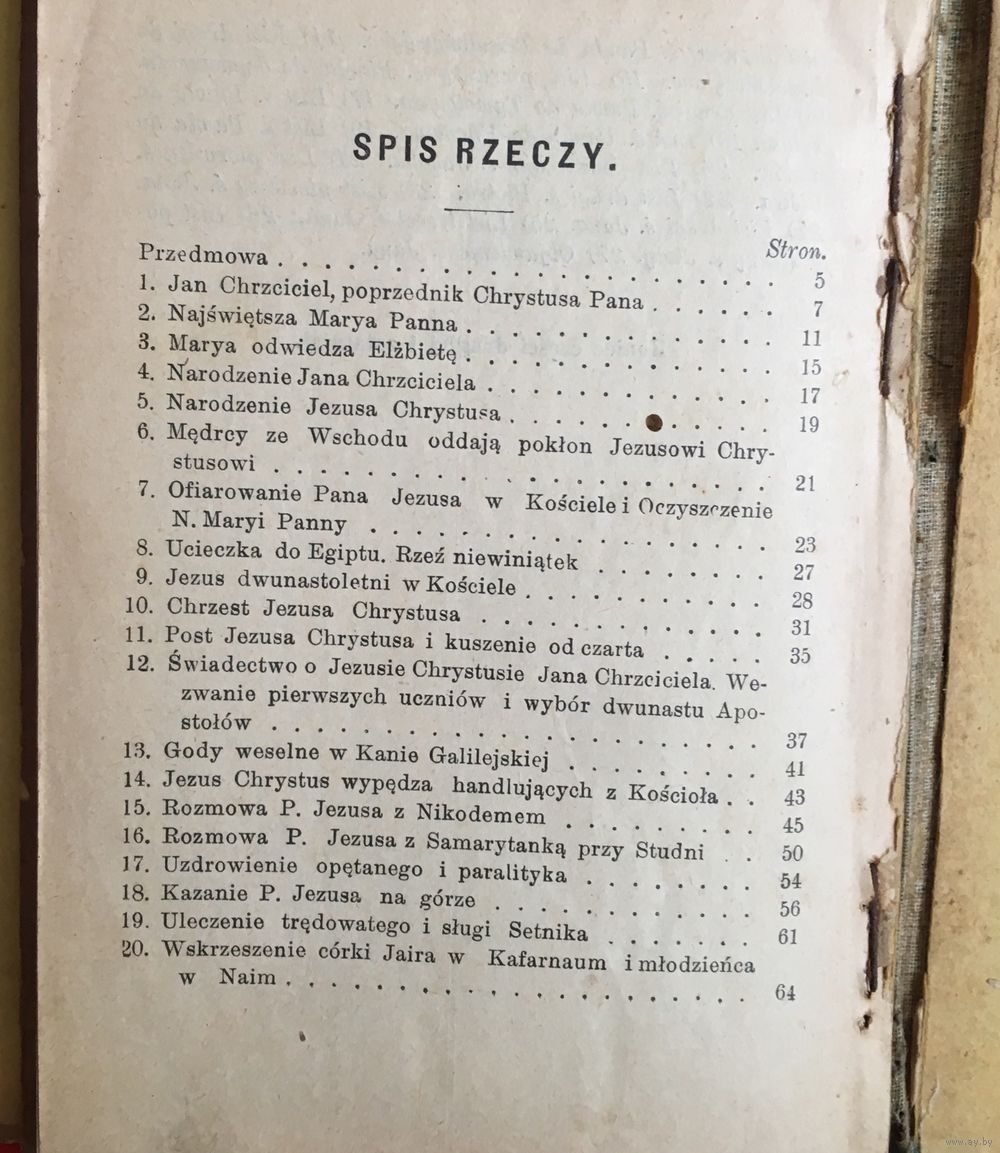 SPIS RZECZY.
Stron.
Przedmowa . . . . . . . . . . . . . . . . . . . . . 5
1. Jan Chrzciciel, poprzednik Chrystusa Pana . . . . . . 7
2. Najświętsza Marya Panna . . . . . . . . . . . . . 11
3. Marya odwiedza Elżbietę . . . . . . . . . . . . . 15
4. Narodzenie Jana Chrzciciela . . . . . . . . . . . . 17
5. Narodzenie Jezusa Chrystusa . . . . . . . . . . . 19
6. Mędrcy ze Wschodu oddają pokłon Jezusowi Chry-
stusowi . . . . . . . . . . . . . . . . . . . . . 21
7. Ofiarowanie Pana Jezusa w Kościele i Oczyszczenie
N. Maryi Panny . . . . . . . . . . . . . . . . . 23
8. Ucieczka do Egiptu. Rzeź niewiniątek . . . . . . . . 27
9. Jezus dwunastoletni w Kościele . . . . . . . . . . . 28
10. Chrzest Jezusa Chrystusa . . . . . . . . . . . . . 31
11. Post Jezusa Chrystusa i kuszenie od czarta . . . . . 35
12. Świadectwo o Jezusie Chrystusie Jana Chrzciciela. We-
zwanie pierwszych uczniów i wybór dwunastu Apo-
stołów . . . . . . . . . . . . . . . . . . . . . 37
13. Gody weselne w Kanie Galilejskiej . . . . . . . . . 41
14. Jezus Chrystus wypędza handlujących z Kościoła . . 43
15. Rozmowa P. Jezusa z Nikodemem . . . . . . . . . 45
16. Rozmowa P. Jezusa z Samarytanką przy Studni . . 50
17. Uzdrowienie opętanego i paralityka . . . . . . . . 54
18. Kazanie P. Jezusa na górze . . . . . . . . . . . . 56
19. Uleczenie trędowatego i sługi Setnika . . . . . . . 61
20. Wskrzeszenie córki Jaira w Kafarnaum i młodzieńca
w Naim . . . . . . . . . . . . . . . . . . . . . 64
www.ay.by